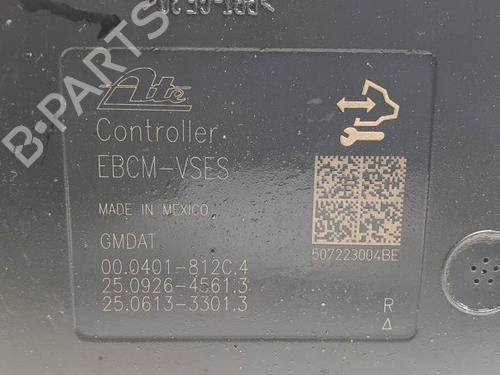 B-PARTS
Ate
Controller
EBCM-VSES
MADE IN MEXICO
GMDAT
507223004BE
00.0401-812C.4
25.0926-4561.3
25.0613-3301.3
R